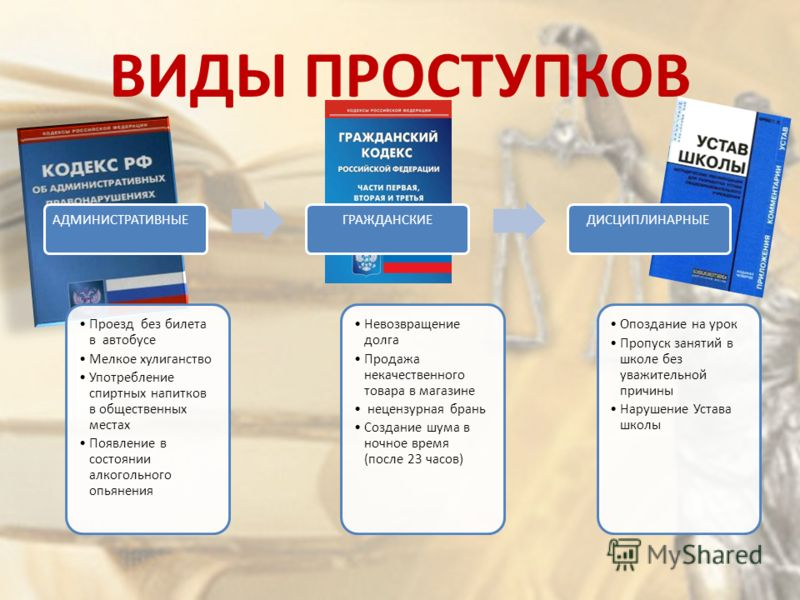 ВИДЫ ПРОСТУПКОВ
КОДЕКСЫ РОССИЙСКОЙ ФЕДЕРАЦИИ
КОДЕКС РФ
ОБ АДМИНИСТРАТИВНЫХ
ПРАВОНАРУШЕНИЯХ
АДМИНИСТРАТИВНЫЕ
КОДЕКСЫ РОССИЙСКОЙ ФЕДЕРАЦИИ
ГРАЖДАНСКИЙ
КОДЕКС
РОССИЙСКОЙ ФЕДЕРАЦИИ
ЧАСТИ ПЕРВАЯ,
ВТОРАЯ И ТРЕТЬЯ
ГРАЖДАНСКИЕ
УСТАВ
ШКОЛЫ
ПРИЛОЖЕНИЯ КОММЕНТАРИИ УСТАВ
ДИСЦИПЛИНАРНЫЕ
• Проезд без билета
в автобусе
• Мелкое хулиганство
• Употребление
спиртных напитков
в общественных
местах
• Появление в
состоянии
алкогольного
опьянения
• Невозвращение
долга
• Продажа
некачественного
товара в магазине
• нецензурная брань
• Создание шума в
ночное время
(после 23 часов)
• Опоздание на урок
• Пропуск занятий в
школе без
уважительной
причины
• Нарушение Устава
школы
MyShared